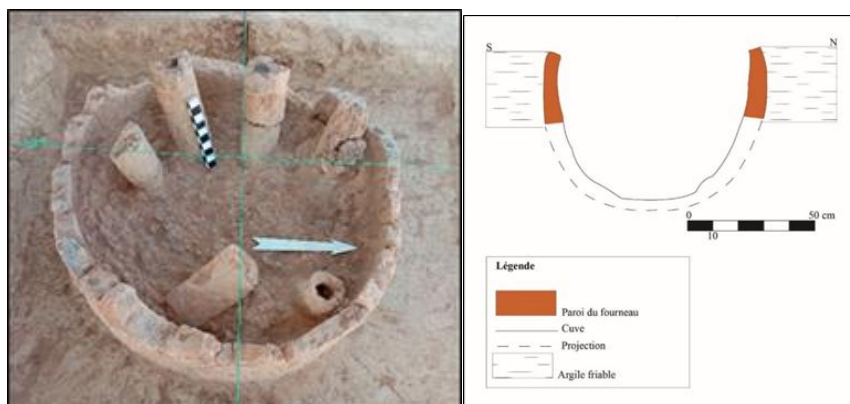 S
N
0
50 cm
10
Légende
Paroi du fourneau
Cuve
Projection
Argile friable